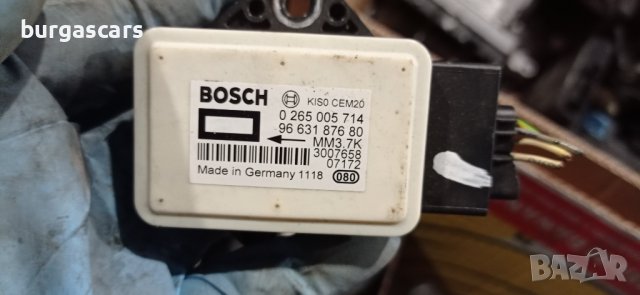 burgascars
BOSCH
KIS0 CEM20
0 265 005 714
96 631 876 80
MM3.7K
3007658
07172
Made in Germany 1118
080
BAZAR